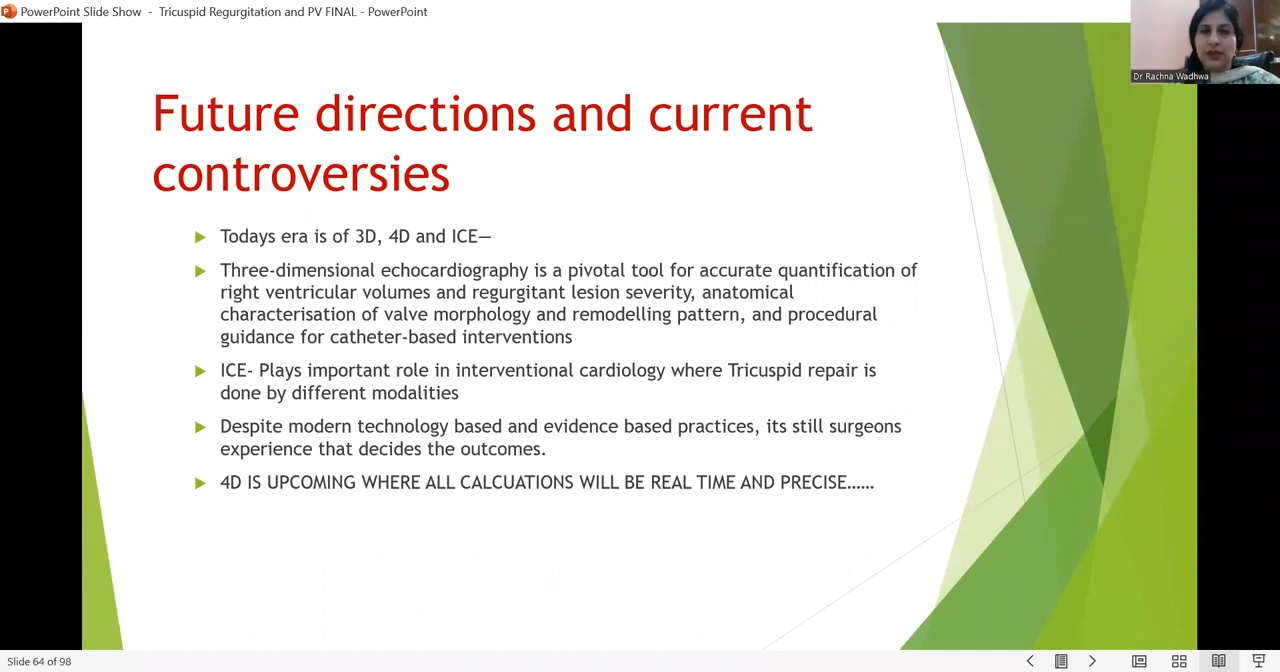 PowerPoint Slide Show - Tricuspid Regurgitation and PV FINAL - PowerPoint
Dr Rachna Wadhwa
Future directions and current
controversies
Todays era is of 3D, 4D and ICE—
Three-dimensional echocardiography is a pivotal tool for accurate quantification of
right ventricular volumes and regurgitant lesion severity, anatomical
characterisation of valve morphology and remodelling pattern, and procedural
guidance for catheter-based interventions
ICE- Plays important role in interventional cardiology where Tricuspid repair is
done by different modalities
Despite modern technology based and evidence based practices, its still surgeons
experience that decides the outcomes.
4D IS UPCOMING WHERE ALL CALCUATIONS WILL BE REAL TIME AND PRECISE……
Slide 64 of 98